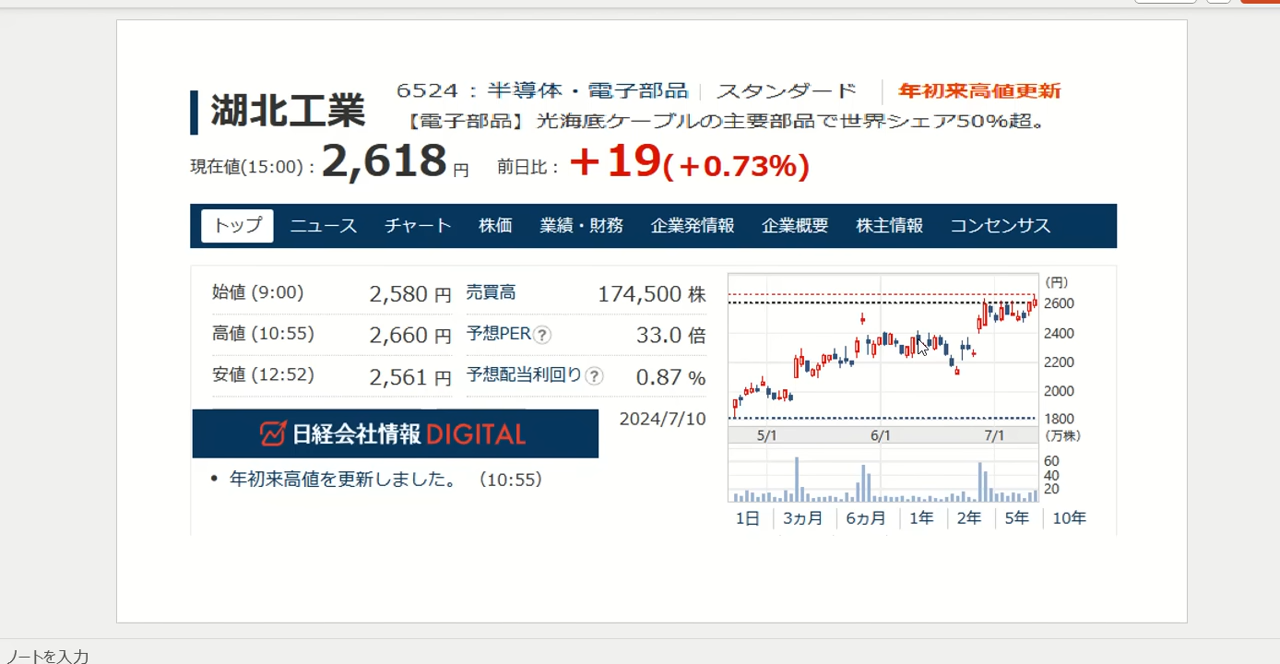 湖北工業
6524 : 半導体・電子部品 スタンダード 年初来高値更新
【電子部品】光海底ケーブルの主要部品で世界シェア50%超。
現在値(15:00) : 2,618 円 前日比 : +19(+0.73%)
トップ ニュース チャート 株価 業績・財務 企業発情報 企業概要 株主情報 コンセンサス
始値 (9:00) 2,580 円 売買高 174,500 株
高値 (10:55) 2,660 円 予想PER ? 33.0 倍
安値 (12:52) 2,561 円 予想配当利回り ? 0.87 %
2024/7/10
日経会社情報 DIGITAL
• 年初来高値を更新しました。 (10:55)
(円)
2600
2400
2200
2000
1800
5/1 6/1 7/1 (万株)
60
40
20
1日 3ヵ月 6ヵ月 1年 2年 5年 10年
ノートを入力